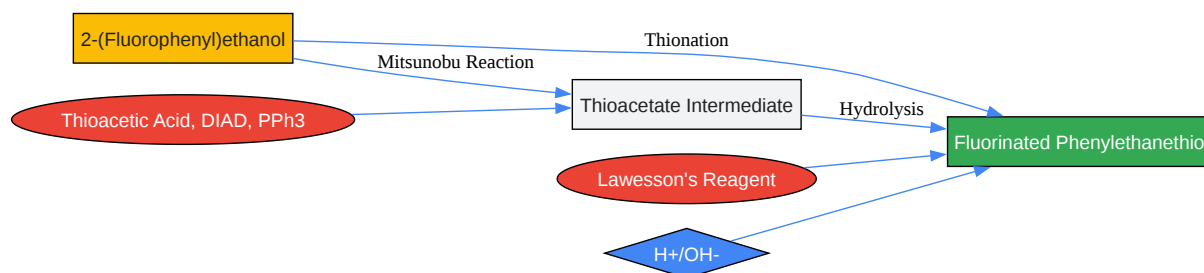 2-(Fluorophenyl)ethanol
Thionation
Mitsunobu Reaction
Thioacetic Acid, DIAD, PPh3
Thioacetate Intermediate
Hydrolysis
Fluorinated Phenylethanethio
Lawesson's Reagent
H+/OH-